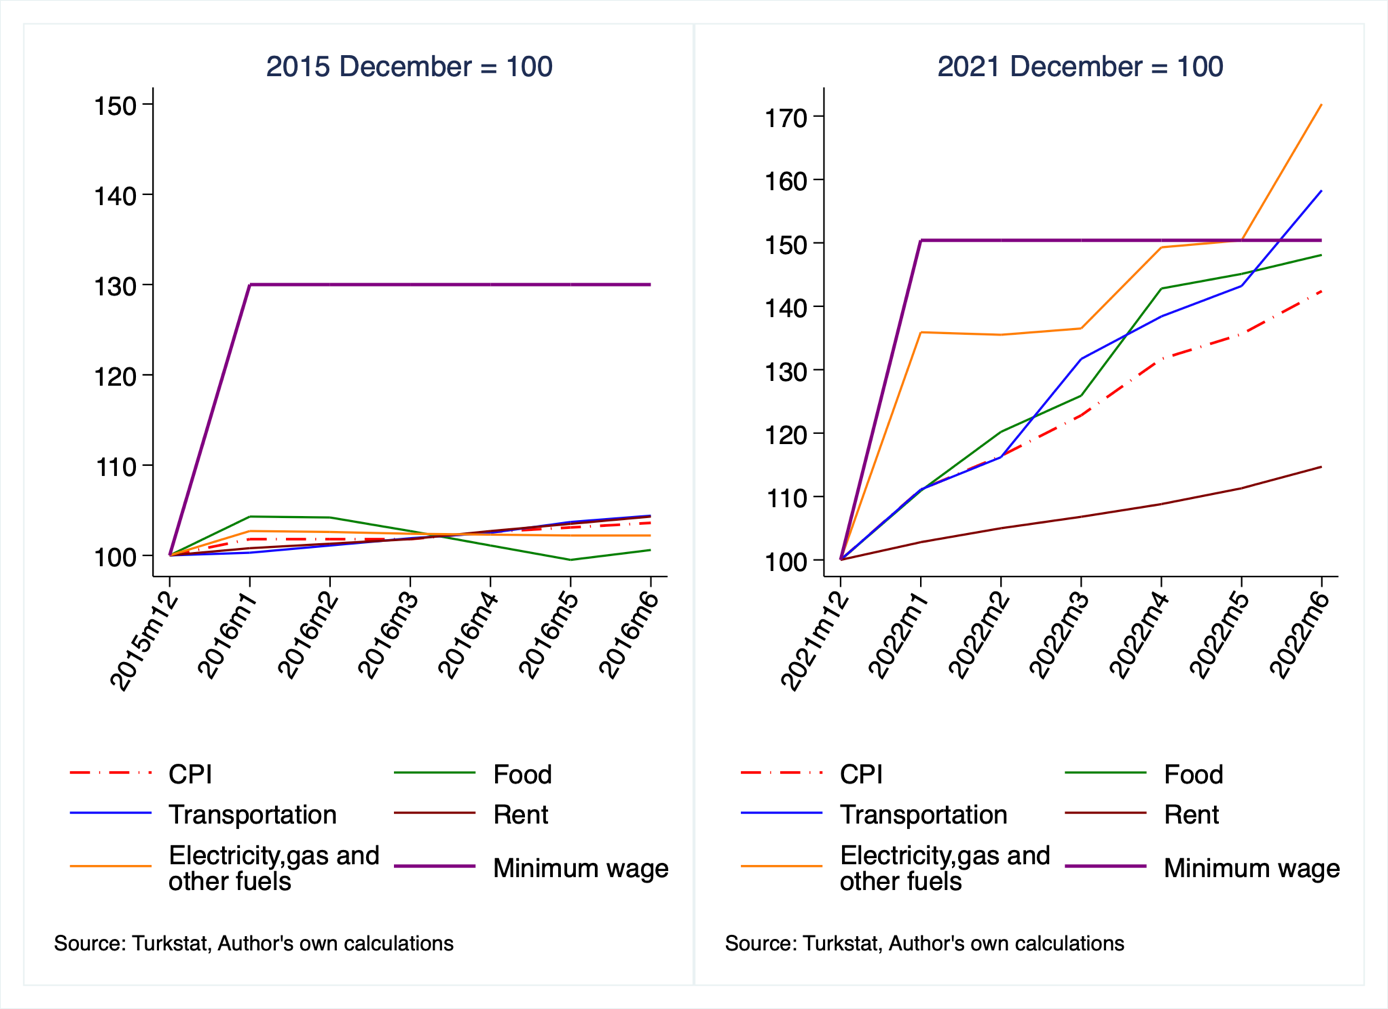 2015 December = 100
150
140
130
120
110
100
2015m12
2016m1
2016m2
2016m3
2016m4
2016m5
2016m6
CPI
Food
Transportation
Rent
Electricity,gas and
other fuels
Minimum wage
Source: Turkstat, Author's own calculations
2021 December = 100
170
160
150
140
130
120
110
100
2021m12
2022m1
2022m2
2022m3
2022m4
2022m5
2022m6
CPI
Food
Transportation
Rent
Electricity,gas and
other fuels
Minimum wage
Source: Turkstat, Author's own calculations